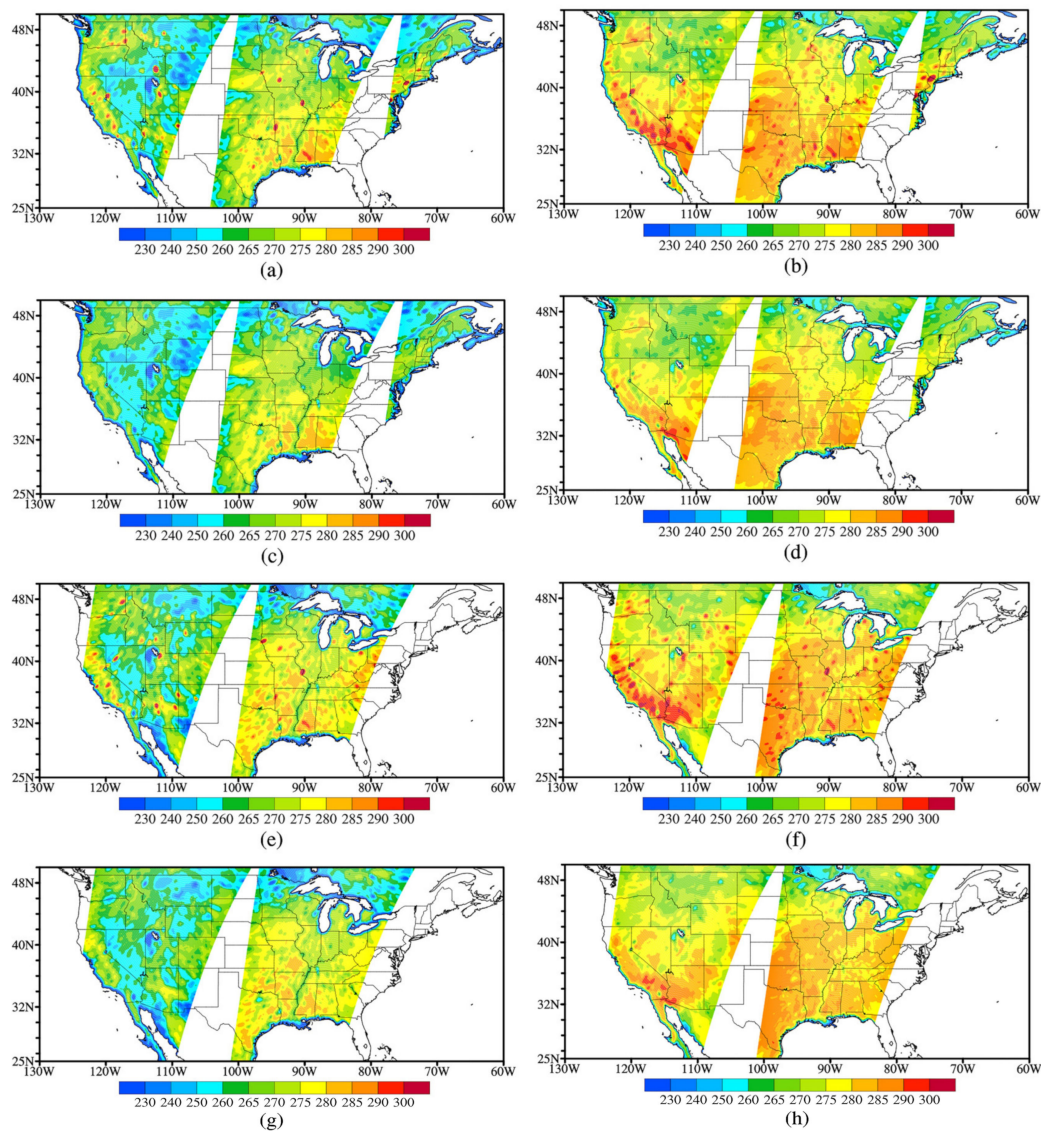 48N 48N
40N 40N
32N 32N
25N 25N
130W 120W 110W 100W 90W 80W 70W 60W 130W 120W 110W 100W 90W 80W 70W 60W
230 240 250 260 265 270 275 280 285 290 300 230 240 250 260 265 270 275 280 285 290 300
(a) (b)
48N 48N
40N 40N
32N 32N
25N 25N
130W 120W 110W 100W 90W 80W 70W 60W 130W 120W 110W 100W 90W 80W 70W 60W
230 240 250 260 265 270 275 280 285 290 300 230 240 250 260 265 270 275 280 285 290 300
(c) (d)
48N 48N
40N 40N
32N 32N
25N 25N
130W 120W 110W 100W 90W 80W 70W 60W 130W 120W 110W 100W 90W 80W 70W 60W
230 240 250 260 265 270 275 280 285 290 300 230 240 250 260 265 270 275 280 285 290 300
(e) (f)
48N 48N
40N 40N
32N 32N
25N 25N
130W 120W 110W 100W 90W 80W 70W 60W 130W 120W 110W 100W 90W 80W 70W 60W
230 240 250 260 265 270 275 280 285 290 300 230 240 250 260 265 270 275 280 285 290 300
(g) (h)